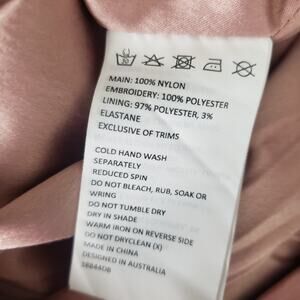 MAIN: 100% NYLON
EMBROIDERY: 100% POLYESTER
LINING: 97% POLYESTER, 3%
ELASTANE
EXCLUSIVE OF TRIMS
COLD HAND WASH
SEPARATELY
REDUCED SPIN
DO NOT BLEACH, RUB, SOAK OR
WRING
DO NOT TUMBLE DRY
DRY IN SHADE
WARM IRON ON REVERSE SIDE
DO NOT DRYCLEAN (X)
MADE IN CHINA
DESIGNED IN AUSTRALIA